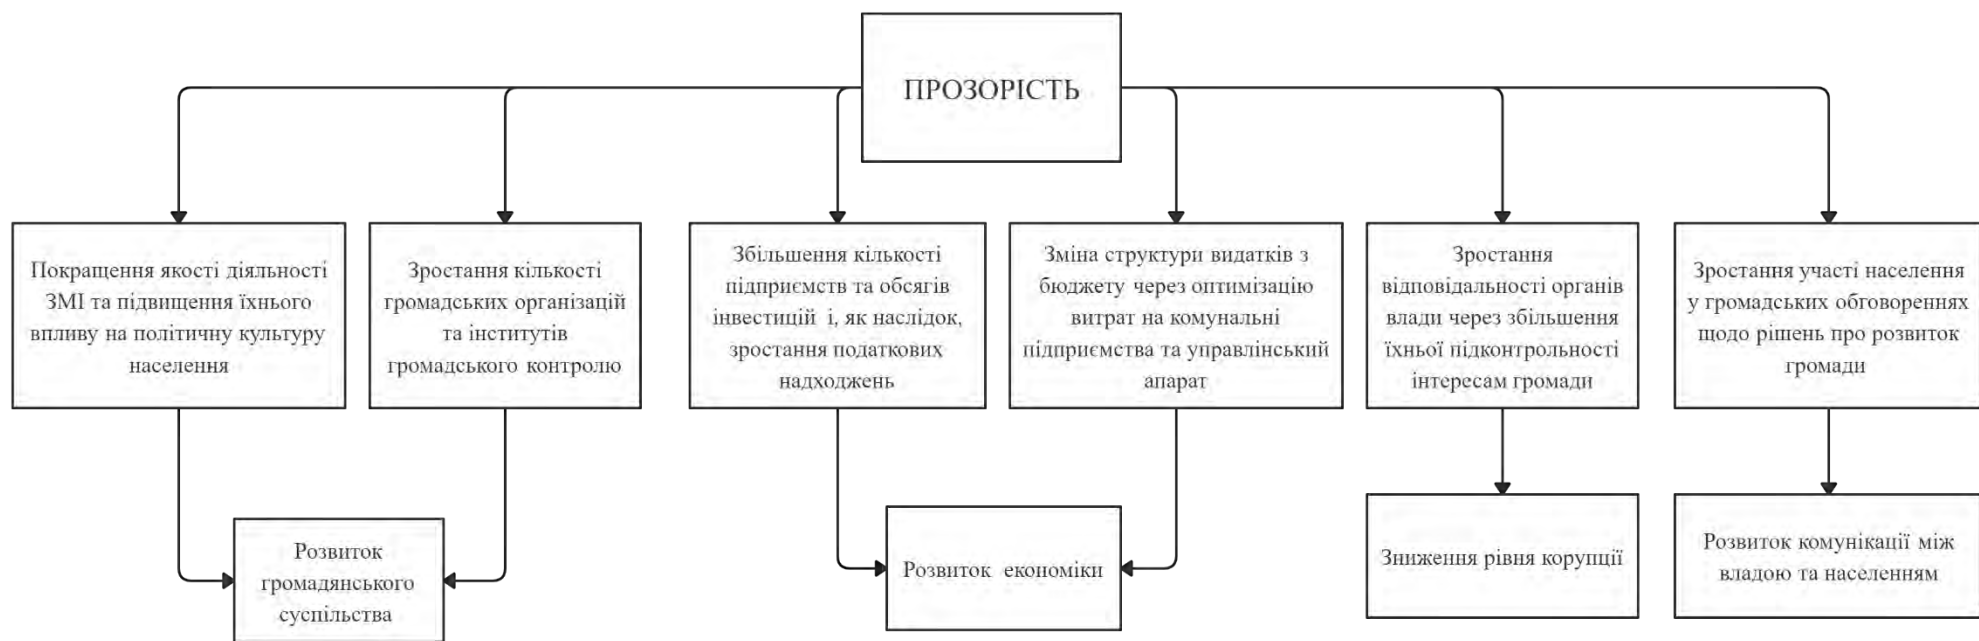 ПРОЗОРІСТЬ
Покращення якості діяльності
ЗМІ та підвищення їхнього
впливу на політичну культуру
населення
Зростання кількості
громадських організацій
та інститутів
громадського контролю
Збільшення кількості
підприємств та обсягів
інвестицій і, як наслідок,
зростання податкових
надходжень
Зміна структури видатків з
бюджету через оптимізацію
витрат на комунальні
підприємства та управлінський
апарат
Зростання
відповідальності органів
влади через збільшення
їхньої підконтрольності
інтересам громади
Зростання участі населення
у громадських обговореннях
щодо рішень про розвиток
громади
Розвиток
громадянського
суспільства
Розвиток економіки
Зниження рівня корупції
Розвиток комунікації між
владою та населенням